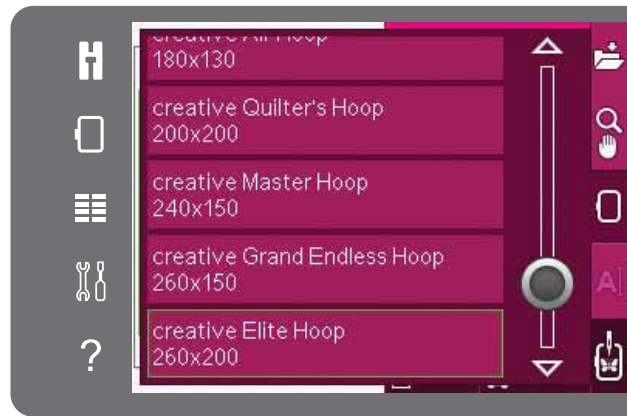 180x130
creative Quilter's Hoop
200x200
creative Master Hoop
240x150
creative Grand Endless Hoop
260x150
creative Elite Hoop
260x200
?
A